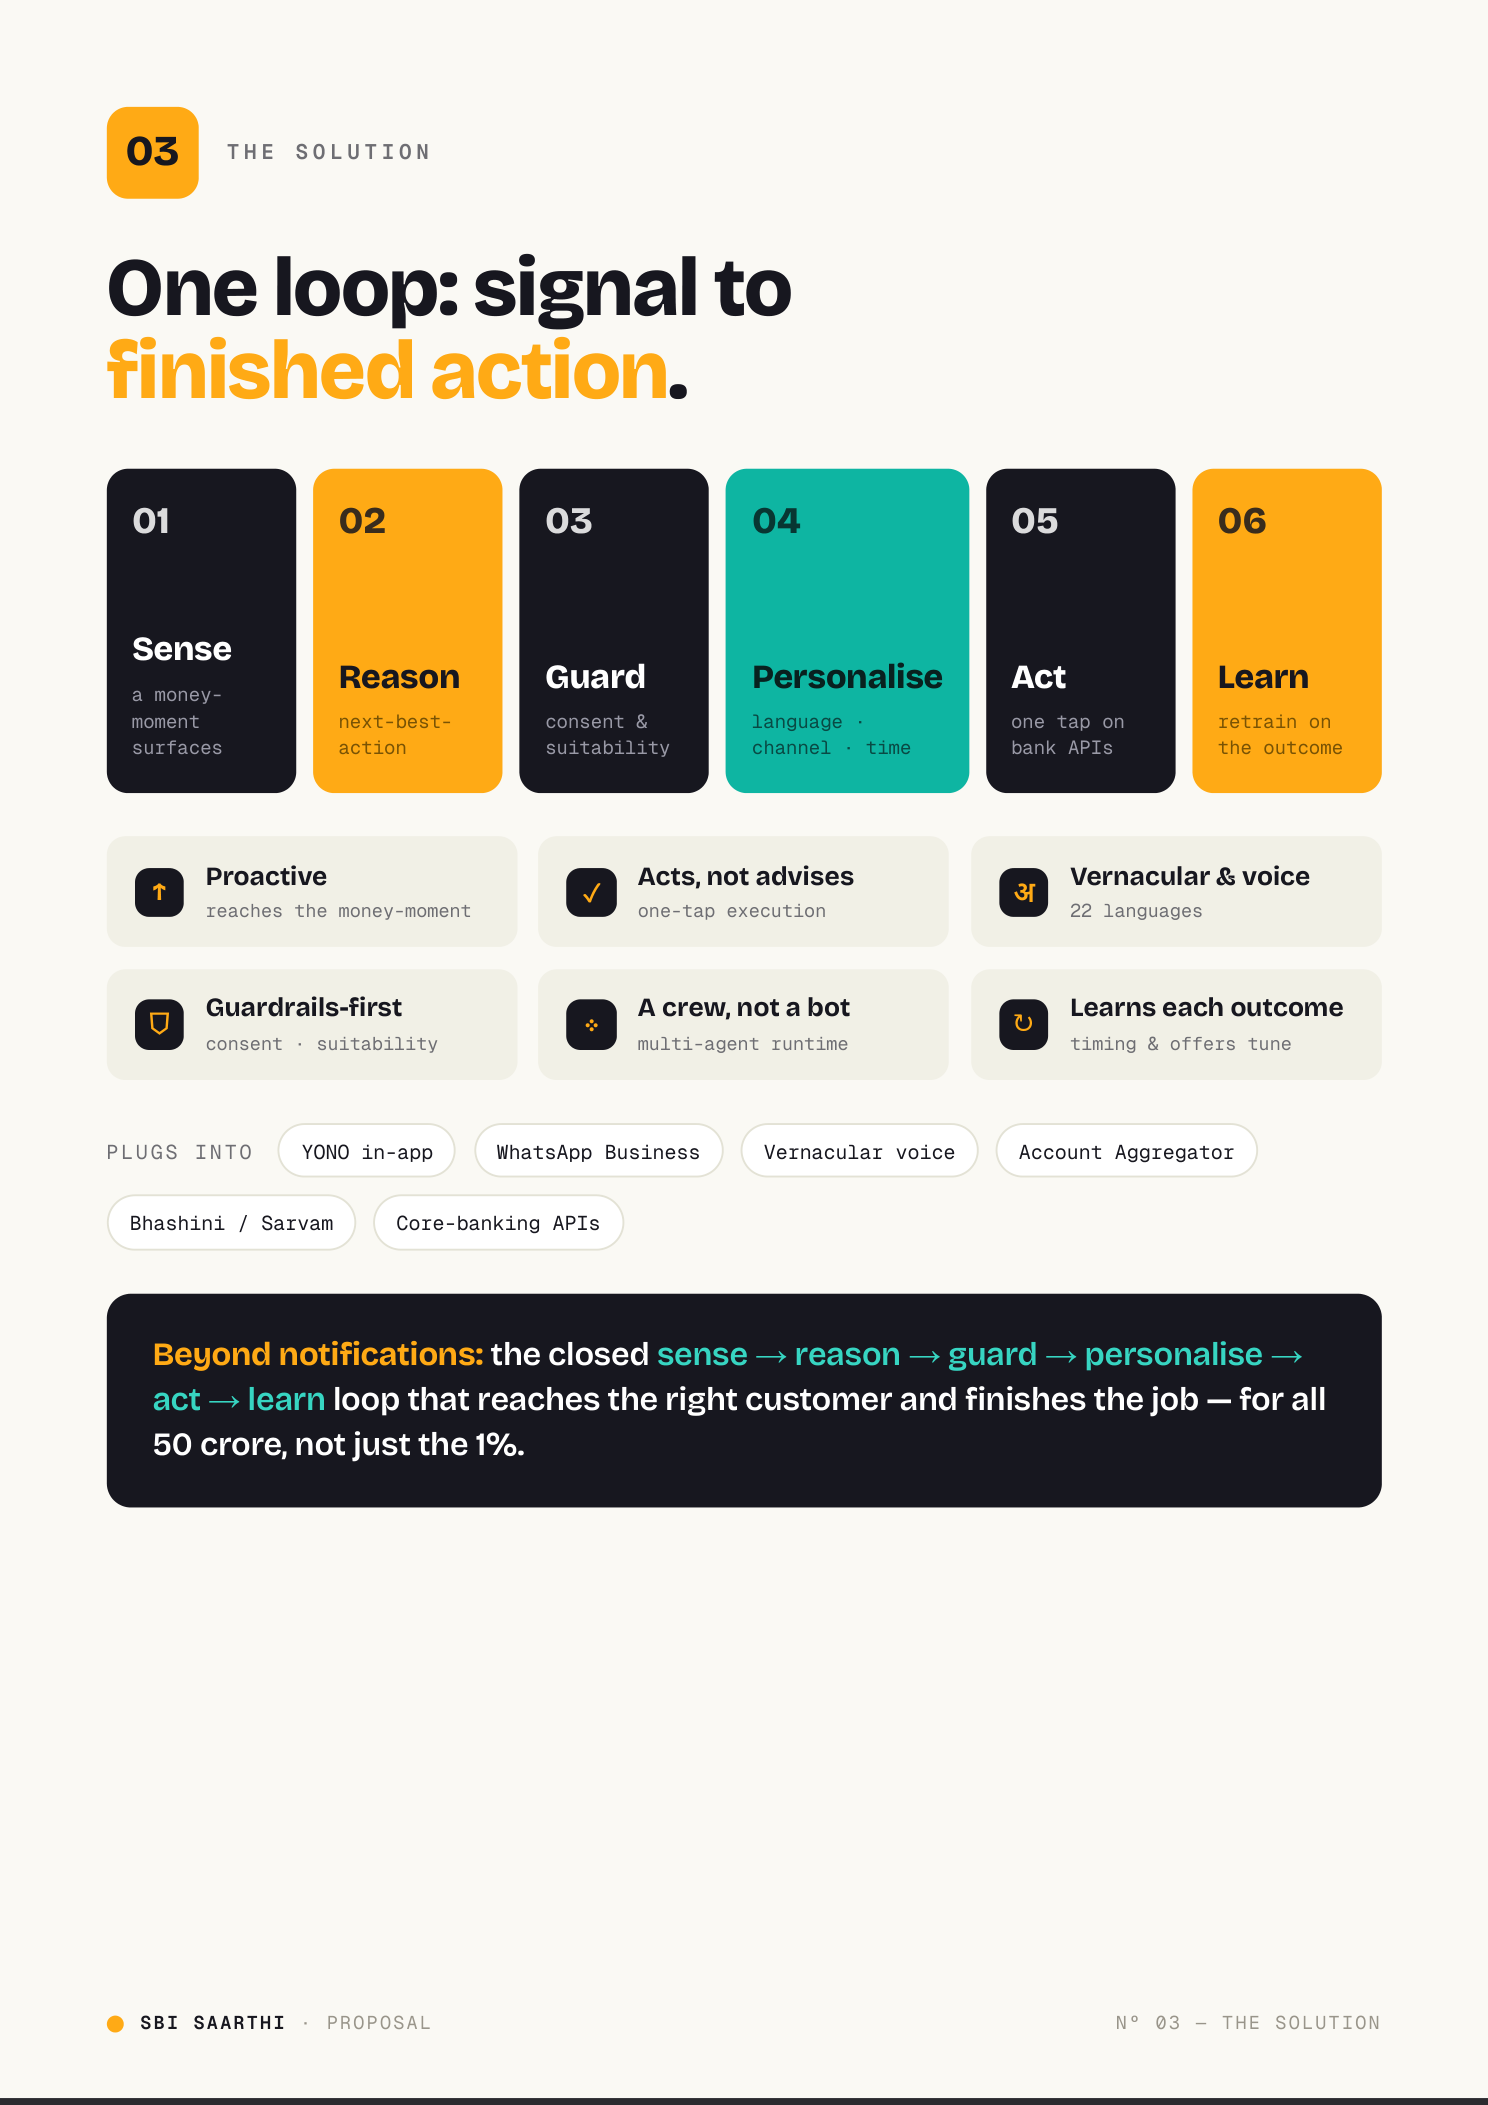 03
THE SOLUTION
One loop: signal to
finished action.
01
Sense
a money-
moment
surfaces
02
Reason
next-best-
action
03
Guard
consent &
suitability
04
Personalise
language ·
channel · time
05
Act
one tap on
bank APIs
06
Learn
retrain on
the outcome
↑
Proactive
reaches the money-moment
✓
Acts, not advises
one-tap execution
अ
Vernacular & voice
22 languages
Guardrails-first
consent · suitability
A crew, not a bot
multi-agent runtime
↻
Learns each outcome
timing & offers tune
PLUGS INTO
YONO in-app
WhatsApp Business
Vernacular voice
Account Aggregator
Bhashini / Sarvam
Core-banking APIs
Beyond notifications: the closed sense → reason → guard → personalise →
act → learn loop that reaches the right customer and finishes the job — for all
50 crore, not just the 1%.
SBI SAARTHI · PROPOSAL
Nº 03 — THE SOLUTION